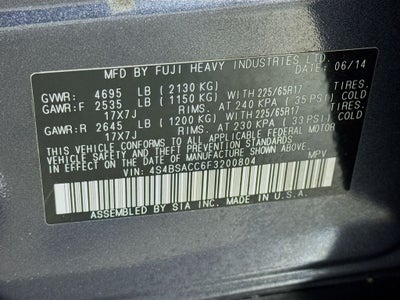 MFD BY FUJI HEAVY INDUSTRIES LTD.
DATE: 06/14
GVWR: 4695 LB (2130 KG)
GAWR:F 2535 LB (1150 KG) WITH 225/65R17 TIRES.
17X7J RIMS. AT 240 KPA (35 PSI) COLD
GAWR:R 2645 LB (1200 KG) WITH 225/65R17 TIRES.
17X7J RIMS. AT 230 KPA (33 PSI) COLD
THIS VEHICLE CONFORMS TO ALL APPLICABLE FEDERAL MOTOR
VEHICLE SAFETY AND THEFT PREVENTION STANDARDS
IN EFFECT ON THE DATE OF MANUFACTURE SHOWN ABOVE.
VIN: 4S4BSACC6F3200804 MPV
ASSEMBLED BY SIA INC. IN U.S.A.